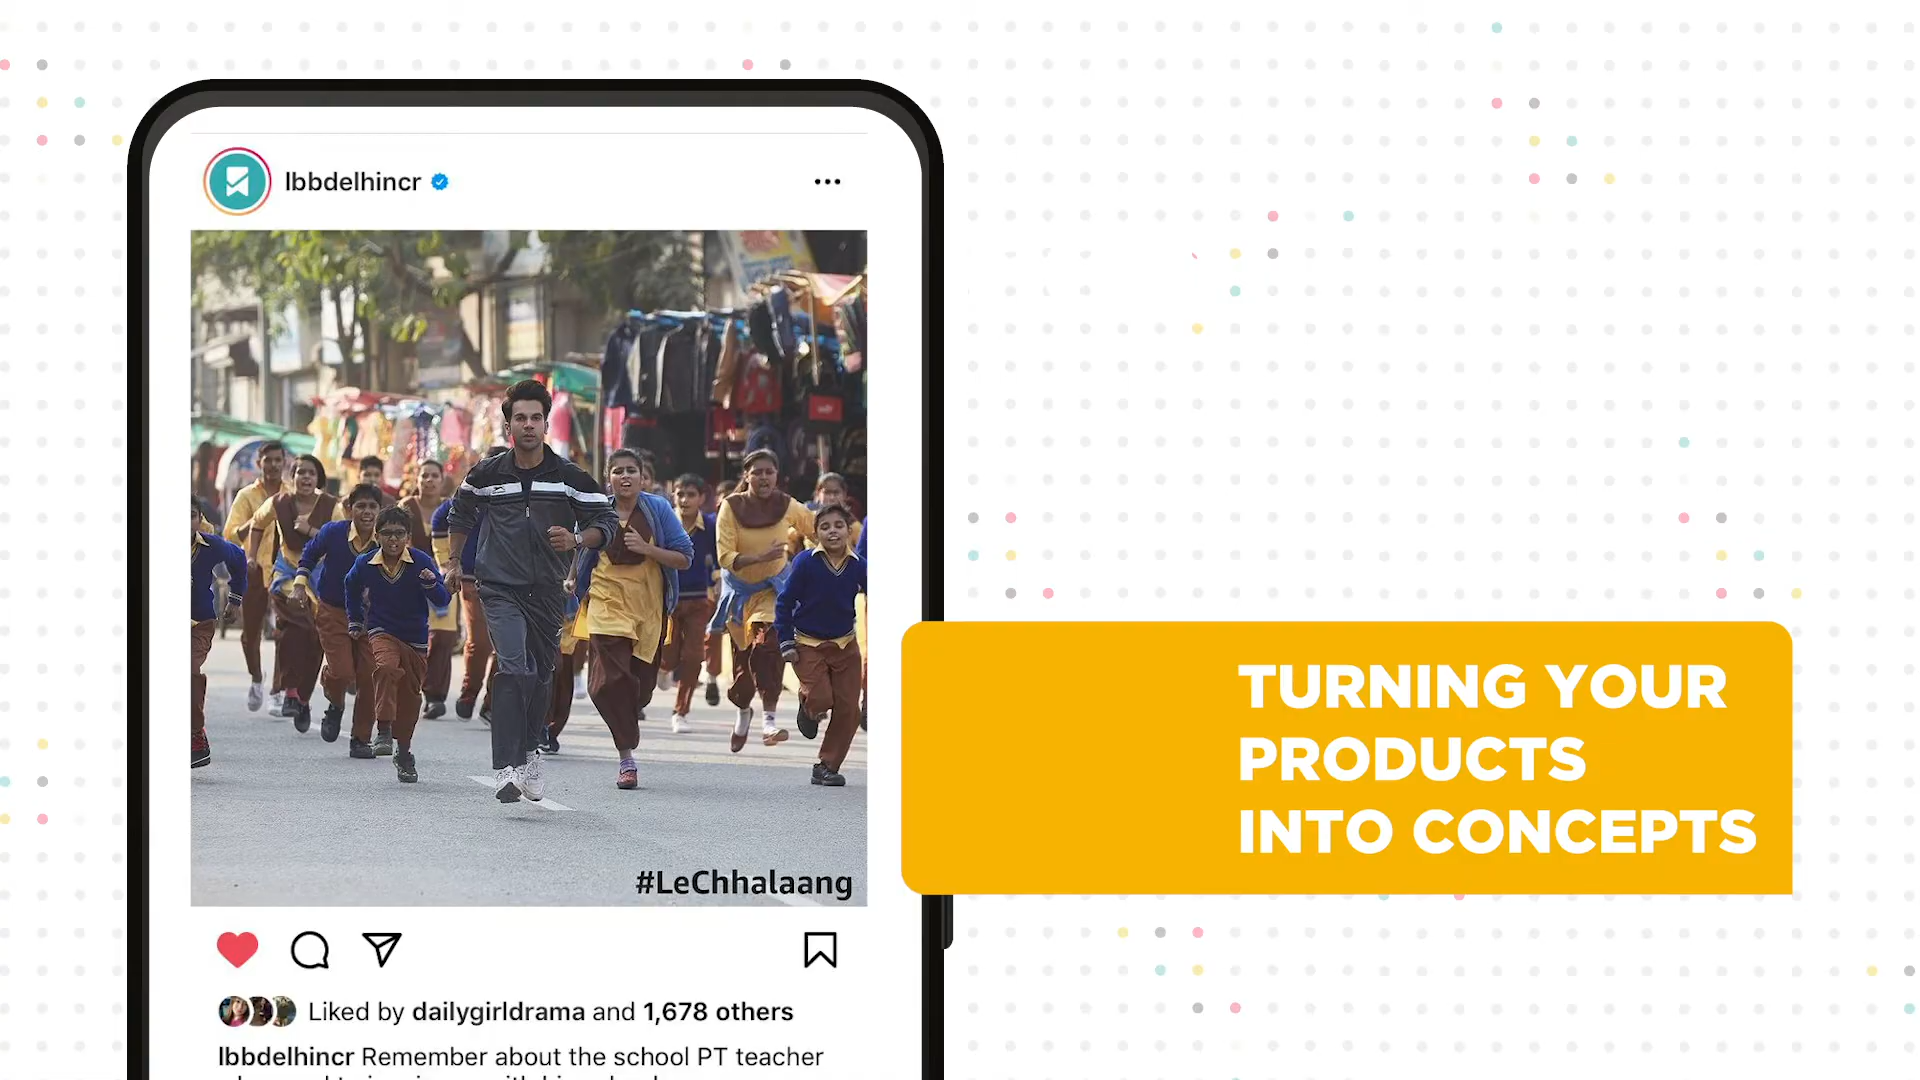 lbbdelhincr
#LeChhalaang
Liked by dailygirldrama and 1,678 others
lbbdelhincr Remember about the school PT teacher
TURNING YOUR
PRODUCTS
INTO CONCEPTS